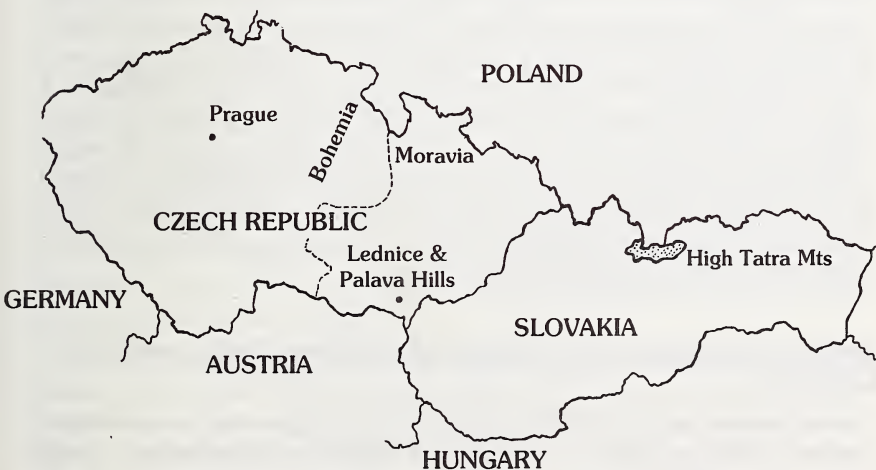 POLAND
Prague
Bohemia
Moravia
CZECH REPUBLIC
Lednice &
Palava Hills
High Tatra Mts
GERMANY
SLOVAKIA
AUSTRIA
HUNGARY